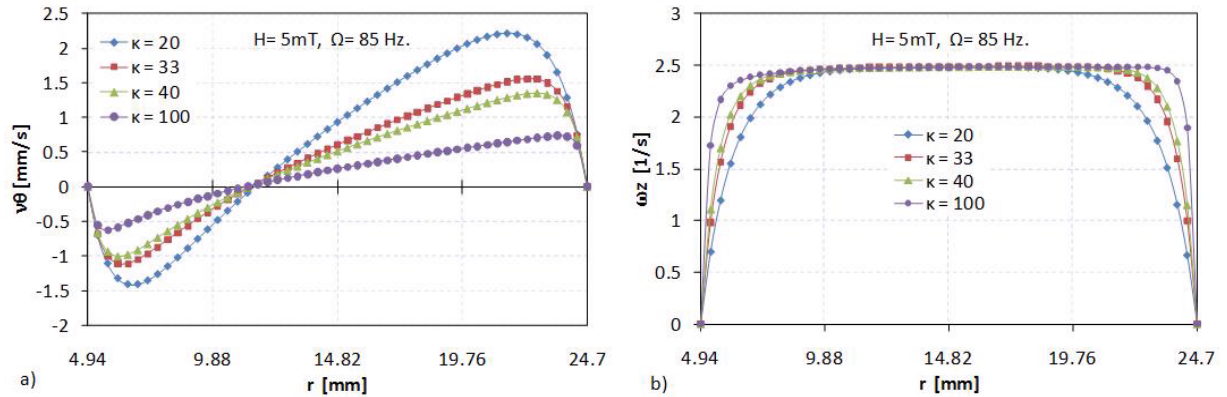 2.5
2
1.5
1
0.5
0
-0.5
-1
-1.5
-2
νθ [mm/s]
H= 5mT, Ω= 85 Hz.
κ = 20
κ = 33
κ = 40
κ = 100
4.94 9.88 14.82 19.76 24.7
r [mm]
a)
3
2.5
2
1.5
1
0.5
0
ωz [1/s]
H= 5mT, Ω= 85 Hz.
κ = 20
κ = 33
κ = 40
κ = 100
4.94 9.88 14.82 19.76 24.7
r [mm]
b)